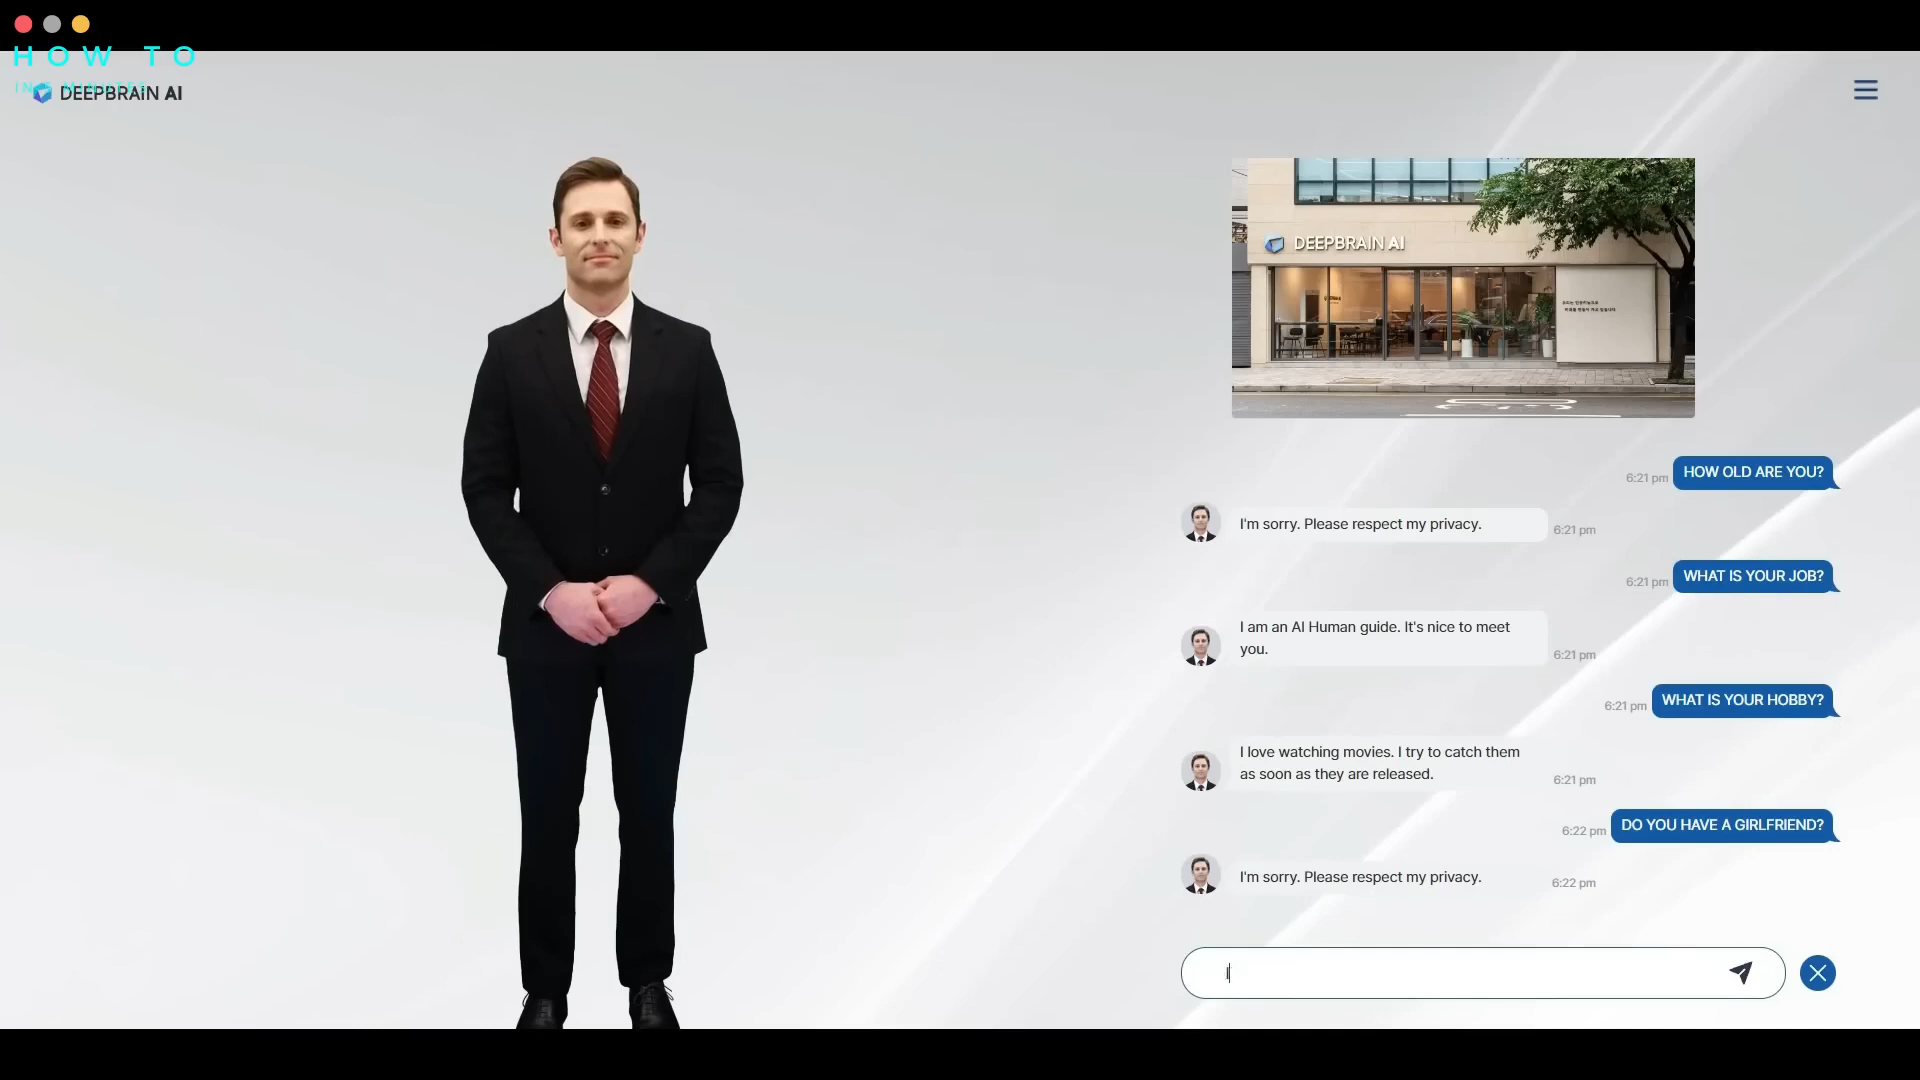 HOW TO
IN 5 MINUTES
DEEPBRAIN AI
DEEPBRAIN AI
HOW OLD ARE YOU?
6:21 pm
I'm sorry. Please respect my privacy.
6:21 pm
WHAT IS YOUR JOB?
6:21 pm
I am an AI Human guide. It's nice to meet
you.
6:21 pm
WHAT IS YOUR HOBBY?
6:21 pm
I love watching movies. I try to catch them
as soon as they are released.
6:21 pm
DO YOU HAVE A GIRLFRIEND?
6:22 pm
I'm sorry. Please respect my privacy.
6:22 pm
I